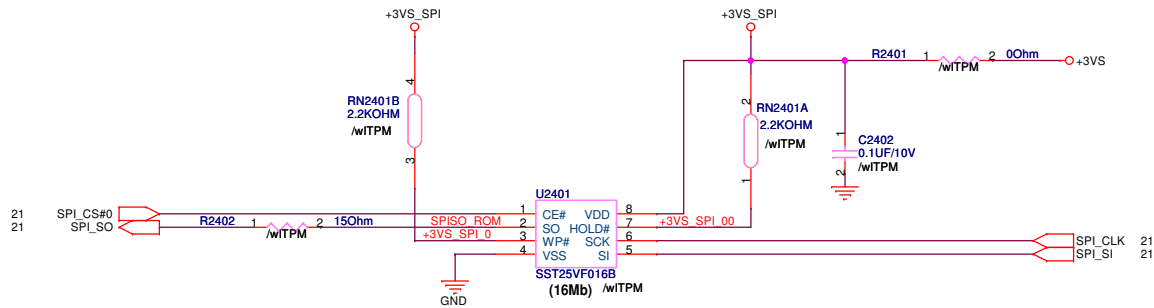 +3VS_SPI
+3VS_SPI
R2401 1 2 0Ohm
/wITPM
+3VS
4
RN2401B
2.2KOHM
/wITPM
3
2
RN2401A
2.2KOHM
/wITPM
1
1
C2402
0.1UF/10V
/wITPM
2
U2401
21 SPI_CS#0 1 CE# VDD 8
21 SPI_SO R2402 1 2 15Ohm SPISO_ROM 2 SO HOLD# 7 +3VS_SPI_00
/wITPM
+3VS_SPI_0 3 WP# SCK 6 SPI_CLK 21
4 VSS SI 5 SPI_SI 21
SST25VF016B
(16Mb) /wITPM
GND